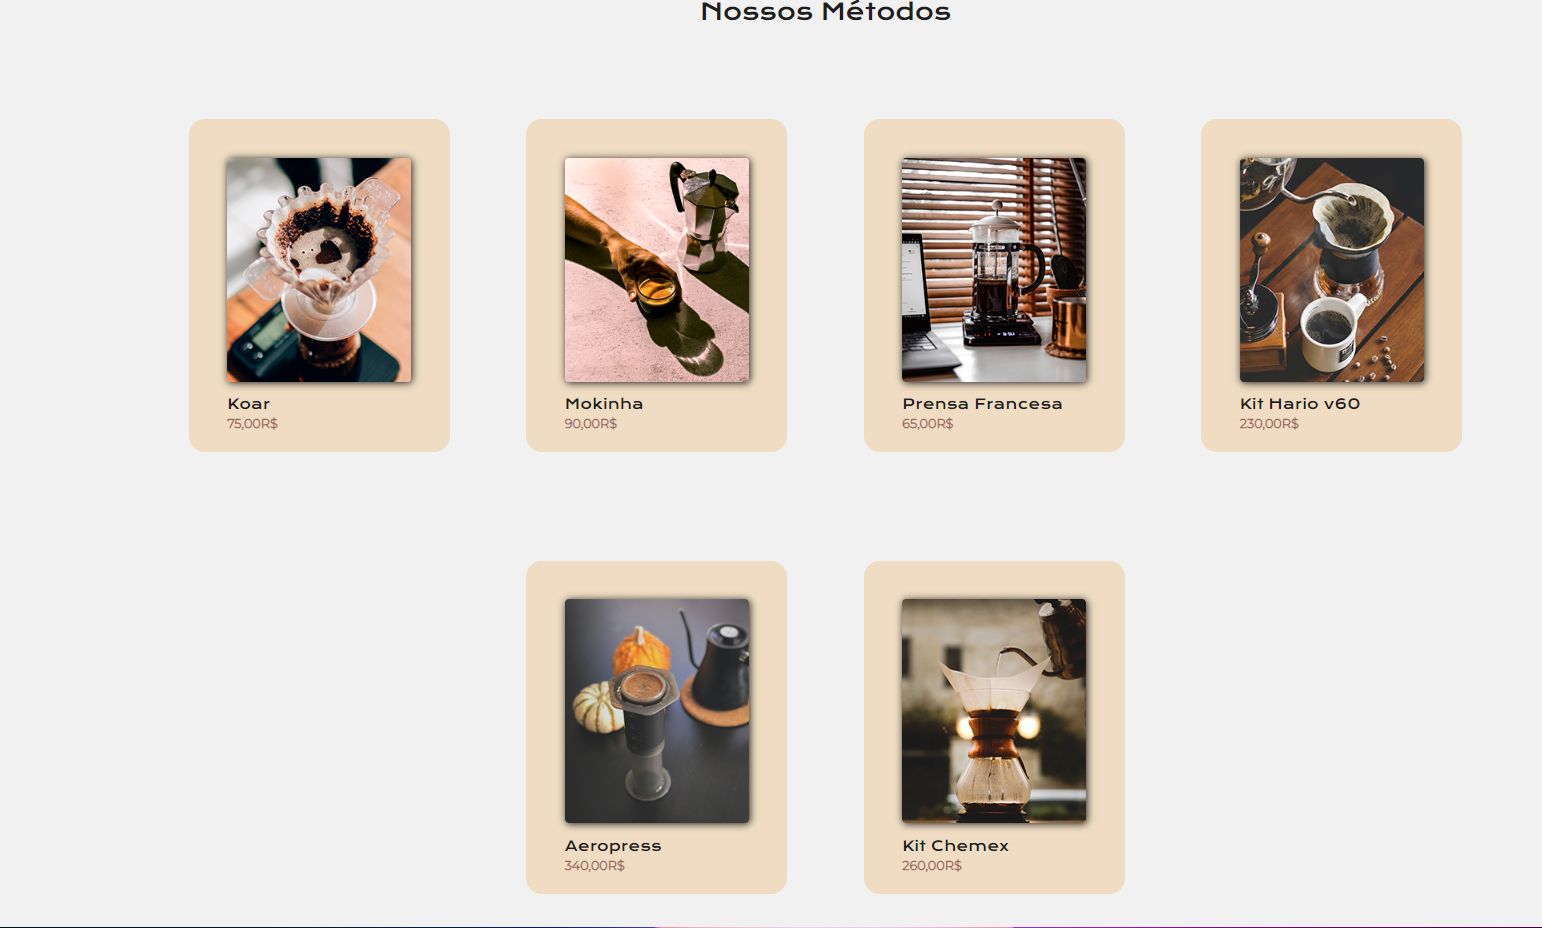 Nossos Métodos
Koar
75,00R$
Mokinha
90,00R$
Prensa Francesa
65,00R$
Kit Hario v60
230,00R$
Aeropress
340,00R$
Kit Chemex
260,00R$